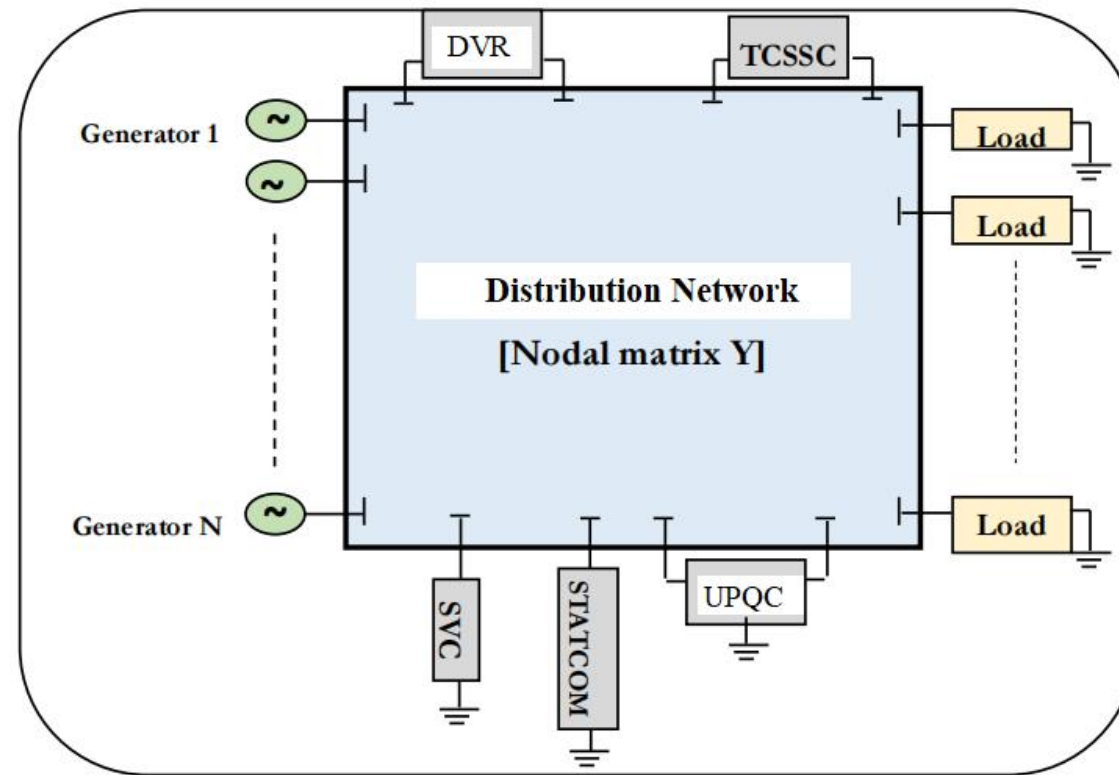 DVR
TCSSC
Generator 1
~
Load
~
Load
Distribution Network
[Nodal matrix Y]
Generator N
~
Load
SVC
STATCOM
UPQC